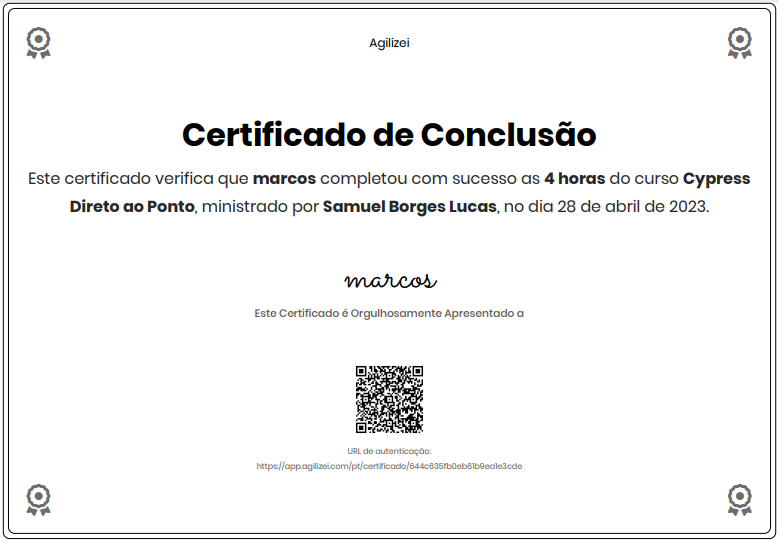 Agilizei
Certificado de Conclusão
Este certificado verifica que marcos completou com sucesso as 4 horas do curso Cypress
Direto ao Ponto, ministrado por Samuel Borges Lucas, no dia 28 de abril de 2023.
marcos
Este Certificado é Orgulhosamente Apresentado a
URL de autenticação:
https://app.agilizei.com/pt/certificado/644c635fb0eb61b9ea1e3cde